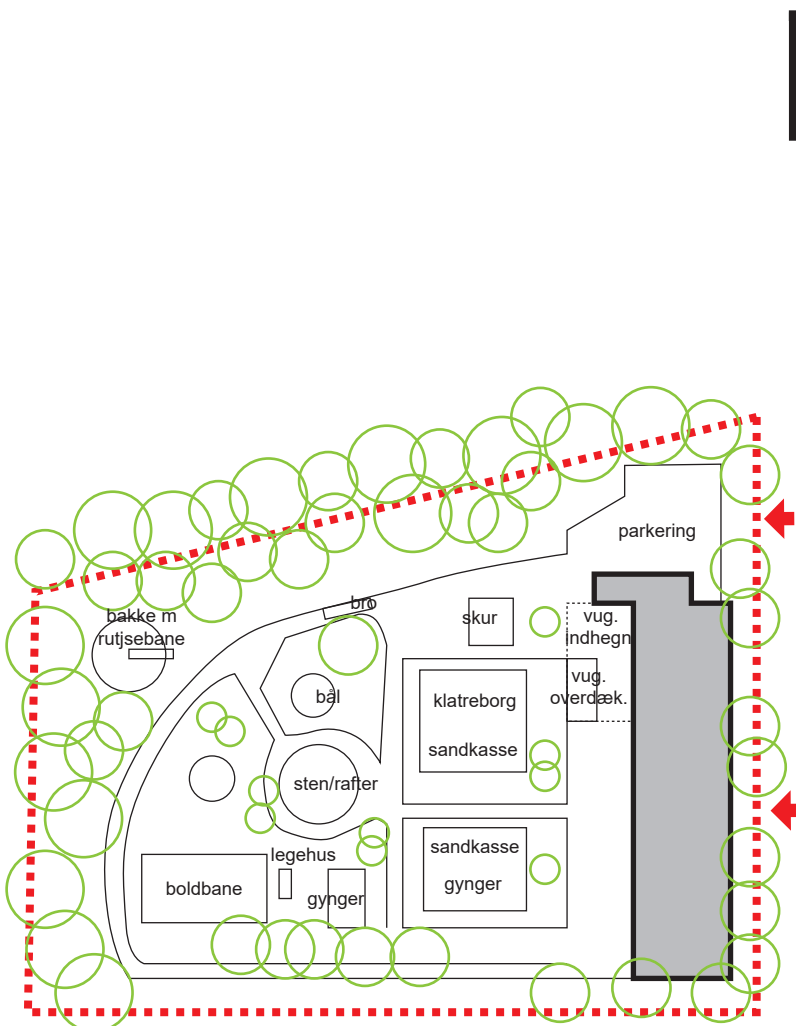 parkering
bro
bakke m
rutjsebane
skur
vug.
indhegn
vug.
overdæk.
bål
klatreborg
sandkasse
sten/rafter
sandkasse
gynger
legehus
boldbane
gynger